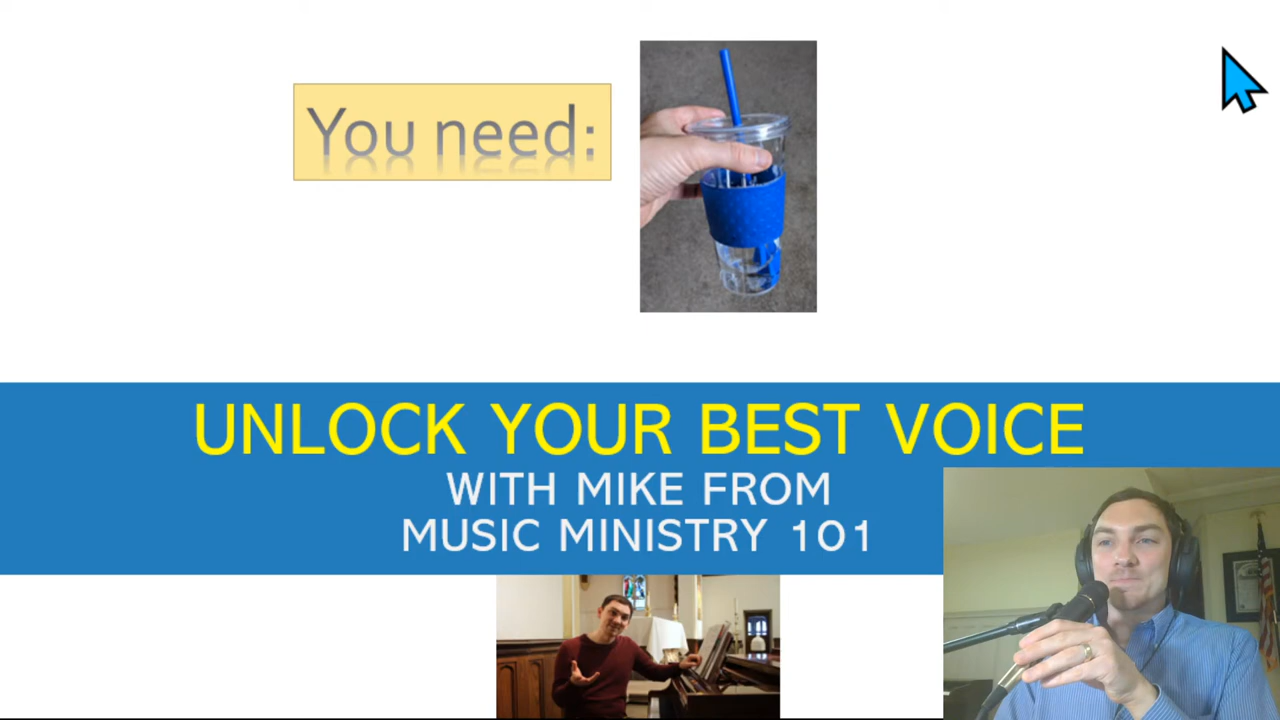 You need:
UNLOCK YOUR BEST VOICE
WITH MIKE FROM
MUSIC MINISTRY 101